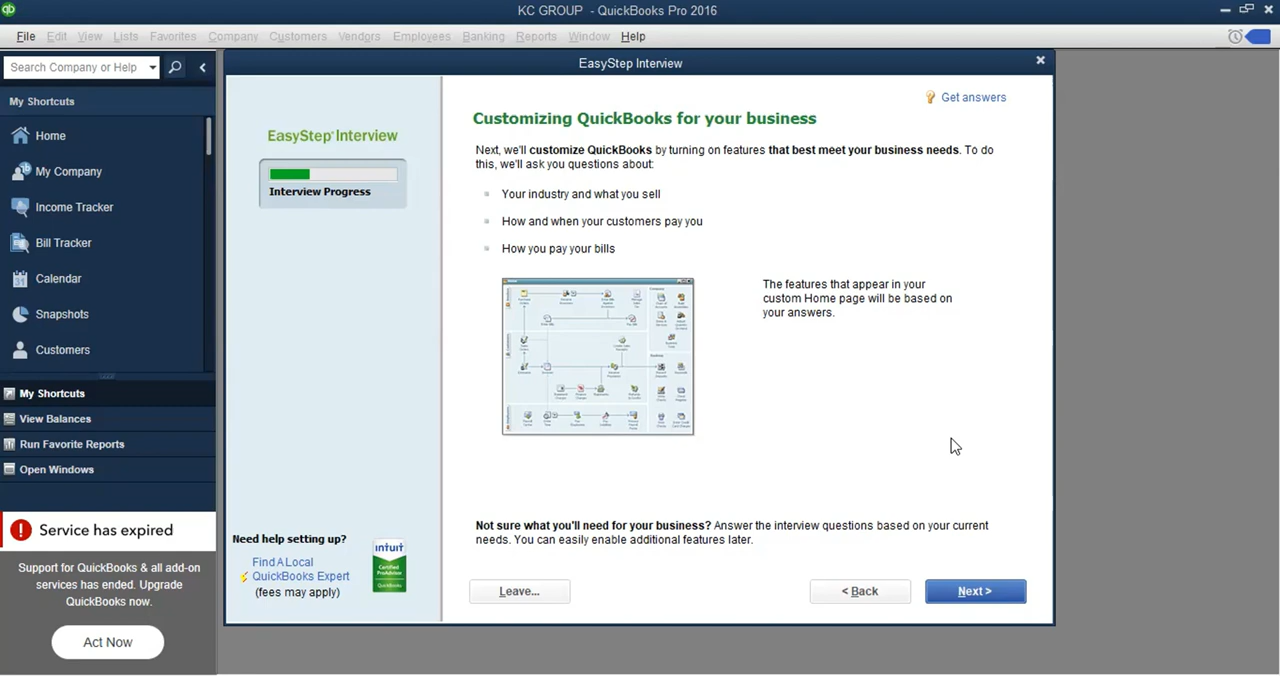 KC GROUP - QuickBooks Pro 2016
File Edit View Lists Favorites Company Customers Vendors Employees Banking Reports Window Help
Search Company or Help
My Shortcuts
Home
My Company
Income Tracker
Bill Tracker
Calendar
Snapshots
Customers
My Shortcuts
View Balances
Run Favorite Reports
Open Windows
Service has expired
Support for QuickBooks & all add-on
services has ended. Upgrade
QuickBooks now.
Act Now
EasyStep Interview
EasyStep Interview
Interview Progress
Need help setting up?
Find A Local
QuickBooks Expert
(fees may apply)
intuit
Certified
ProAdvisor
QuickBooks
Get answers
Customizing QuickBooks for your business
Next, we'll customize QuickBooks by turning on features that best meet your business needs. To do
this, we'll ask you questions about:
Your industry and what you sell
How and when your customers pay you
How you pay your bills
The features that appear in your
custom Home page will be based on
your answers.
Not sure what you'll need for your business? Answer the interview questions based on your current
needs. You can easily enable additional features later.
Leave...
< Back
Next >